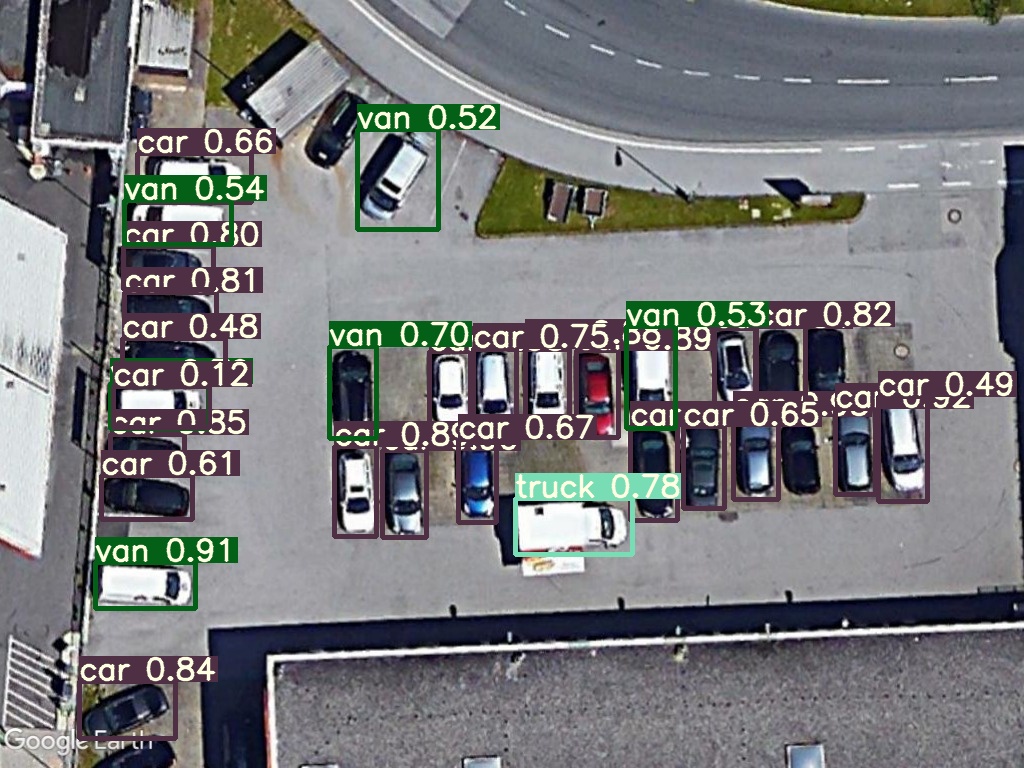 van 0.52
car 0.66
van 0.54
car 0.80
car 0.81
van 0.53
car 0.82
car 0.48
van 0.70
car 0.75
0.89
car 0.12
car 0.49
car 0.85
car
car 0.65
car 0.67
car 0.61
truck 0.78
van 0.91
car 0.84
Google Earth